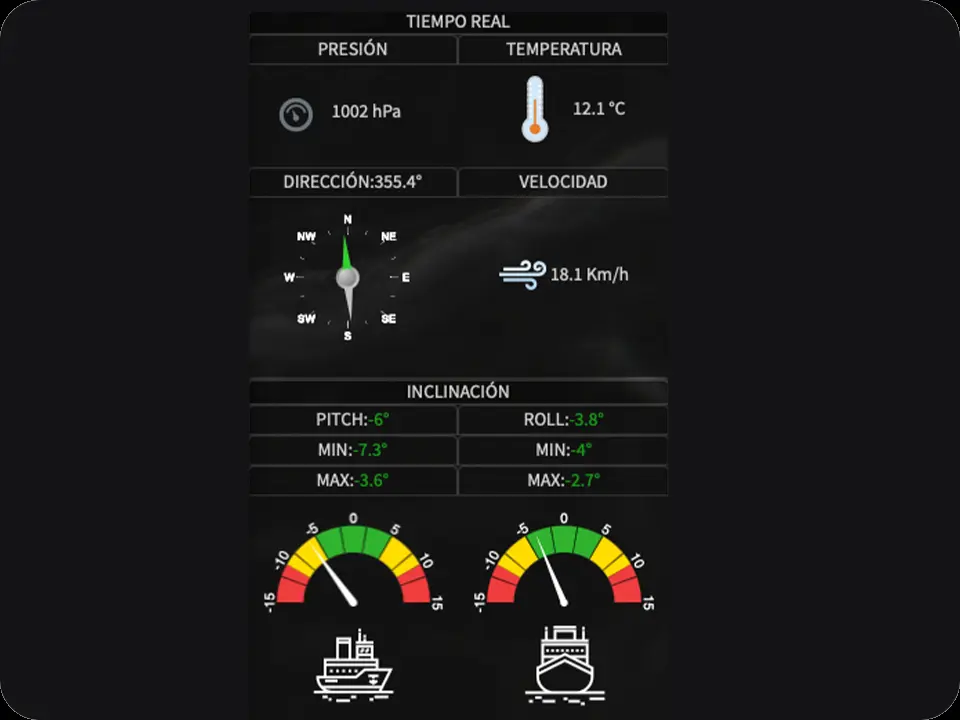 TIEMPO REAL
PRESIÓN
TEMPERATURA
1002 hPa
12.1 °C
DIRECCIÓN:355.4°
VELOCIDAD
N
NW
NE
W
E
SW
SE
S
18.1 Km/h
INCLINACIÓN
PITCH:-6°
ROLL:-3.8°
MIN:-7.3°
MIN:-4°
MAX:-3.6°
MAX:-2.7°
-15
-10
-5
0
5
10
15
-15
-10
-5
0
5
10
15